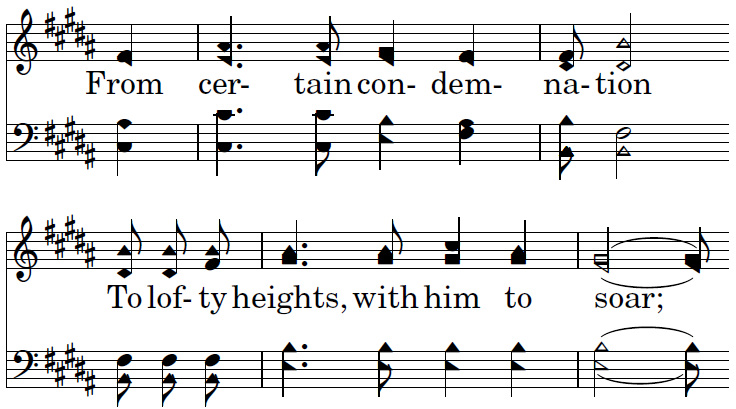 From cer- tain con- dem- na- tion
To lof- ty heights, with him to soar;